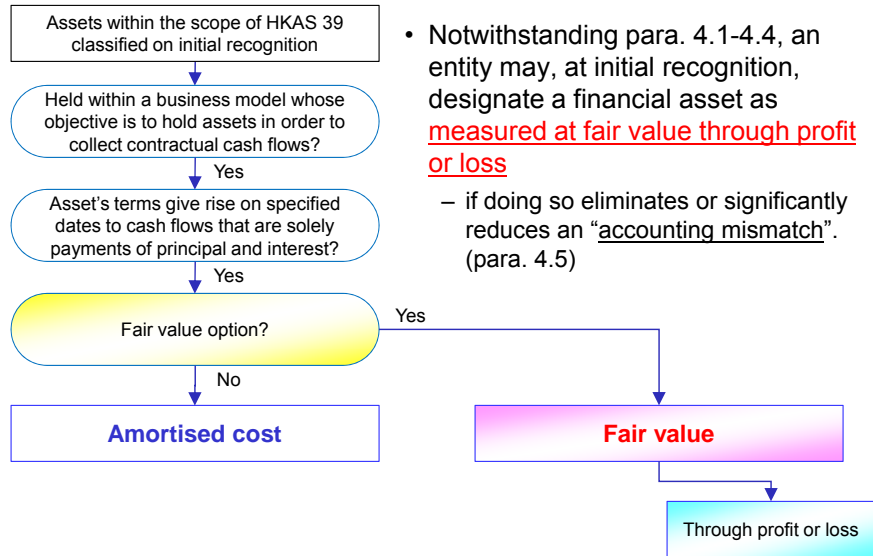 Assets within the scope of HKAS 39
classified on initial recognition
Held within a business model whose
objective is to hold assets in order to
collect contractual cash flows?
Yes
Asset's terms give rise on specified
dates to cash flows that are solely
payments of principal and interest?
Yes
Fair value option?
Yes
No
Amortised cost
Fair value
Through profit or loss
• Notwithstanding para. 4.1-4.4, an
entity may, at initial recognition,
designate a financial asset as
measured at fair value through profit
or loss
– if doing so eliminates or significantly
reduces an “accounting mismatch”.
(para. 4.5)